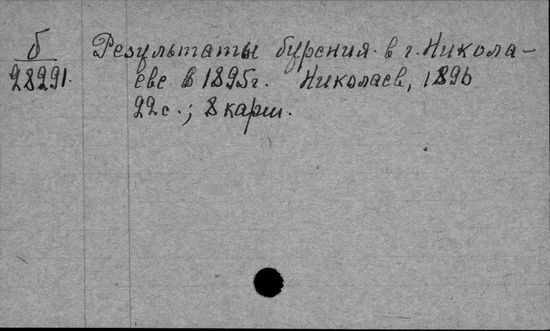 б Результаты бурения в г. Никола-
28291. еве в 1895 г. Николаев, 1896
22 с.; 8 карт.